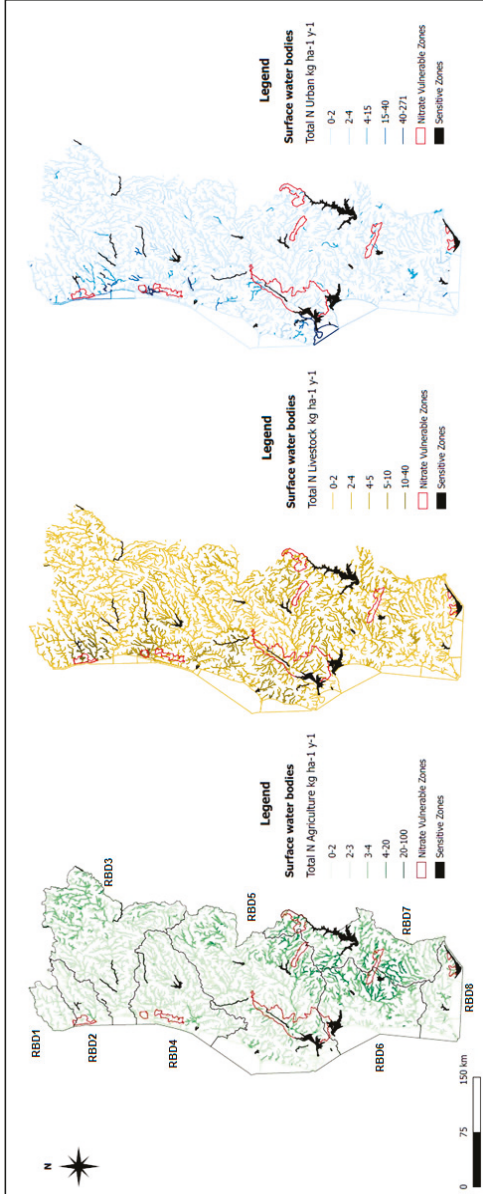 N
RBD1
RBD2
RBD3
RBD4
RBD5
RBD6
RBD7
RBD8
0 75 150 km
Legend
Surface water bodies
Total N Agriculture kg ha-1 y-1
0-2
2-3
3-4
4-20
20-100
Nitrate Vulnerable Zones
Sensitive Zones
Legend
Surface water bodies
Total N Livestock kg ha-1 y-1
0-2
2-4
4-5
5-10
10-40
Nitrate Vulnerable Zones
Sensitive Zones
Legend
Surface water bodies
Total N Urban kg ha-1 y-1
0-2
2-4
4-15
15-40
40-271
Nitrate Vulnerable Zones
Sensitive Zones